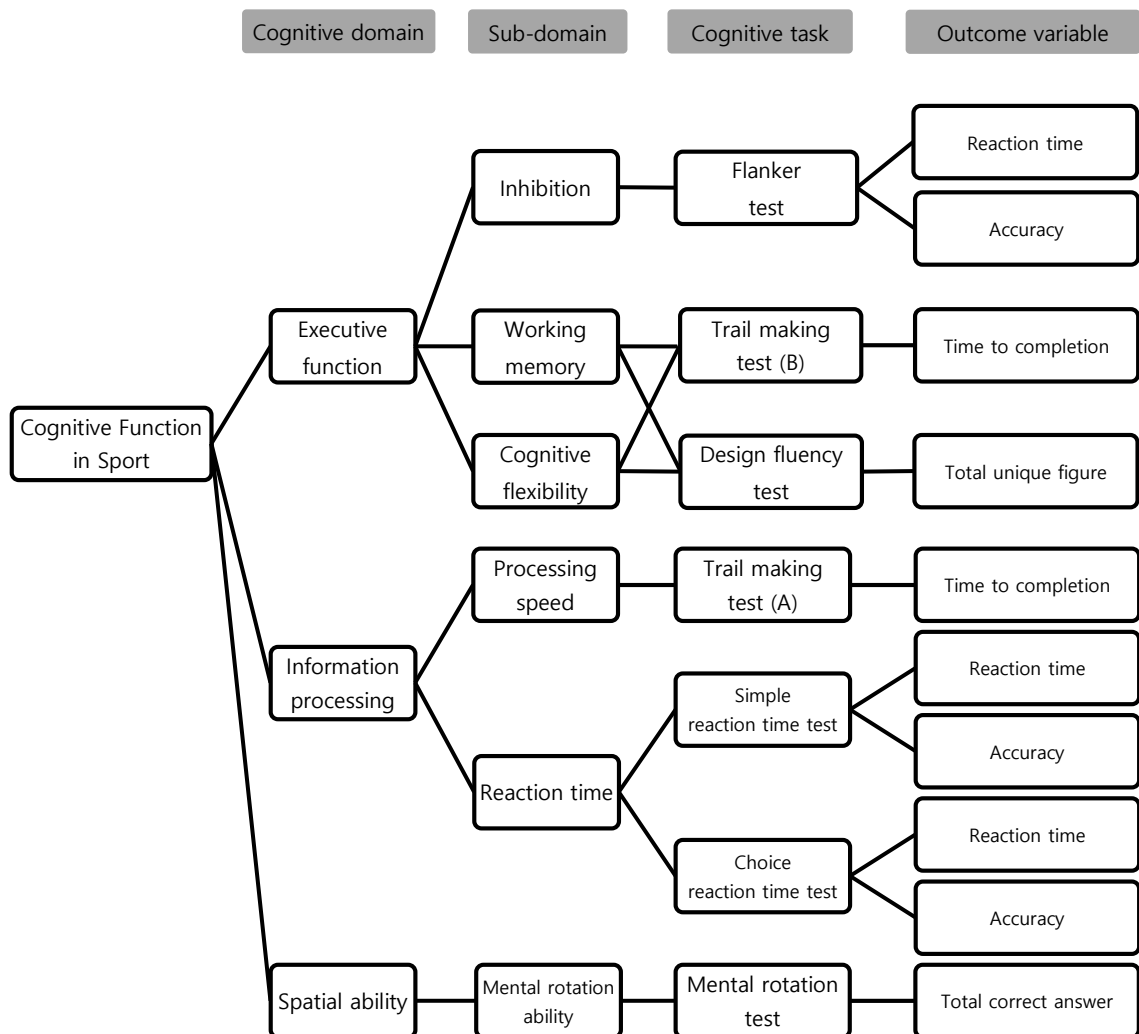 Cognitive domain
Sub-domain
Cognitive task
Outcome variable
Reaction time
Inhibition
Flanker
test
Accuracy
Executive
function
Working
memory
Trail making
test (B)
Time to completion
Cognitive Function
in Sport
Cognitive
flexibility
Design fluency
test
Total unique figure
Processing
speed
Trail making
test (A)
Time to completion
Information
processing
Reaction time
Simple
reaction time test
Reaction time
Accuracy
Choice
reaction time test
Reaction time
Accuracy
Spatial ability
Mental rotation
ability
Mental rotation
test
Total correct answer